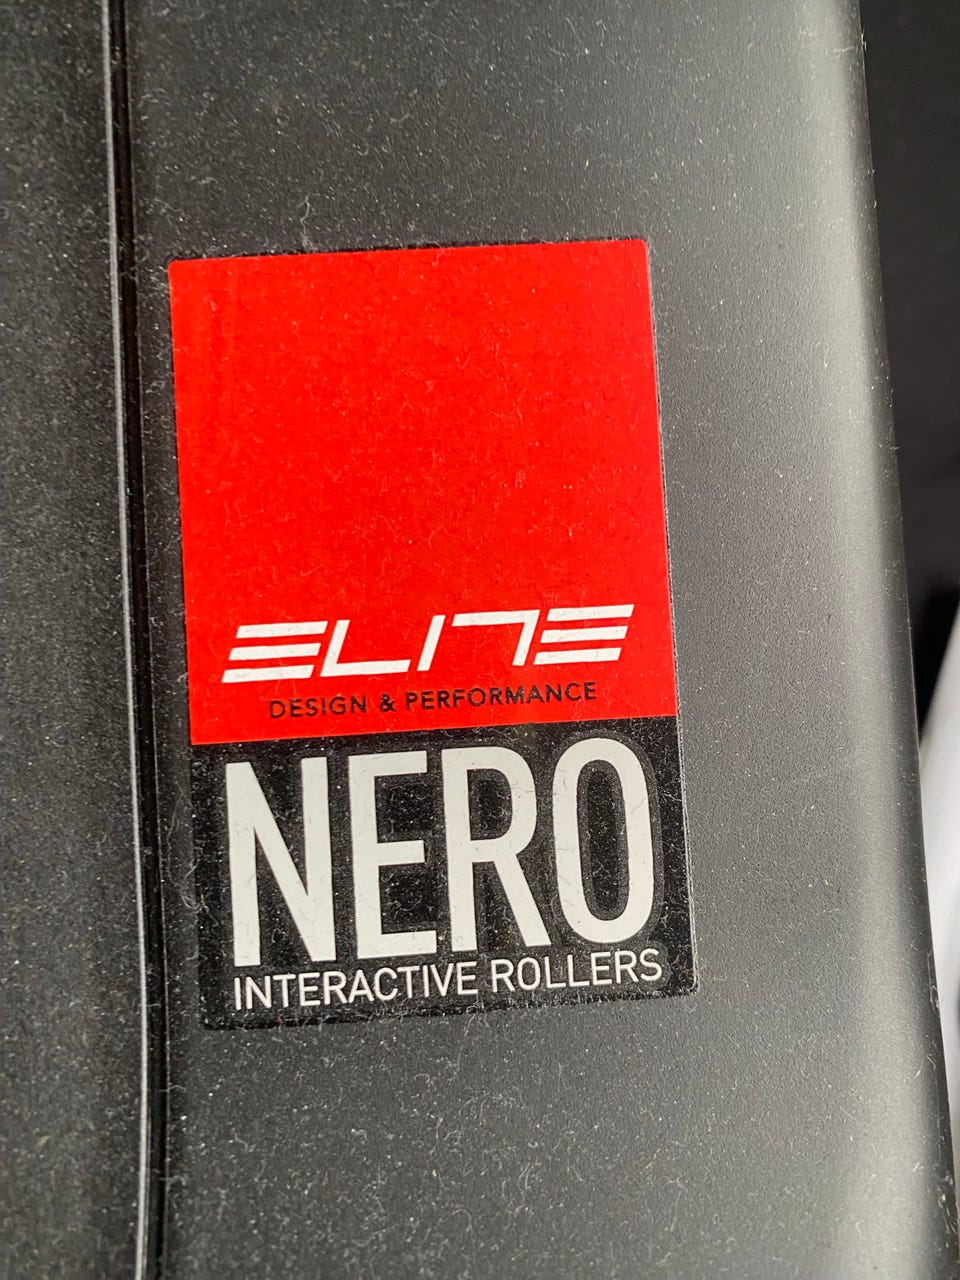 ELITE
DESIGN & PERFORMANCE
NERO
INTERACTIVE ROLLERS